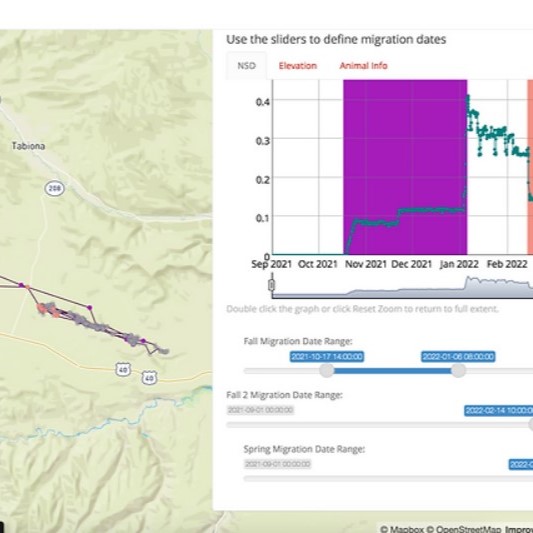 Use the sliders to define migration dates
NSD Elevation Animal Info
0.4
0.3
0.2
0.1
0
Sep 2021 Oct 2021 Nov 2021 Dec 2021 Jan 2022 Feb 2022
Double click the graph or click Reset Zoom to return to full extent.
Fall Migration Date Range:
2021-10-17 14:00:00 2022-01-06 08:00:00
Fall 2 Migration Date Range:
2021-09-01 00:00:00 2022-02-14 10:00:0
Spring Migration Date Range:
2021-09-01 00:00:00 2022-0
Tabiona
208
40
40
© Mapbox © OpenStreetMap Improv